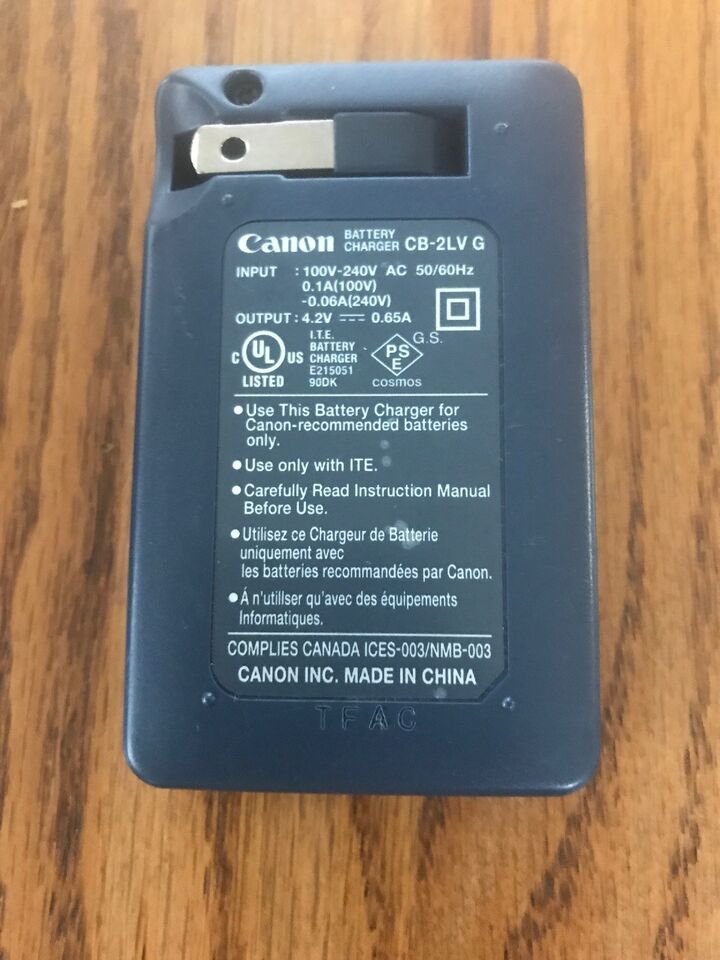 Canon BATTERY CHARGER CB-2LV G
INPUT : 100V-240V AC 50/60Hz
0.1A(100V)
-0.06A(240V)
OUTPUT : 4.2V 0.65A
G.S.
C UL US
LISTED
I.T.E.
BATTERY
CHARGER
E215051
90DK
PS
E
cosmos
• Use This Battery Charger for
Canon-recommended batteries
only.
• Use only with ITE.
• Carefully Read Instruction Manual
Before Use.
• Utilisez ce Chargeur de Batterie
uniquement avec
les batteries recommandées par Canon.
• Á n'utiliser qu'avec des équipements
Informatiques.
COMPLIES CANADA ICES-003/NMB-003
CANON INC. MADE IN CHINA
TFAC